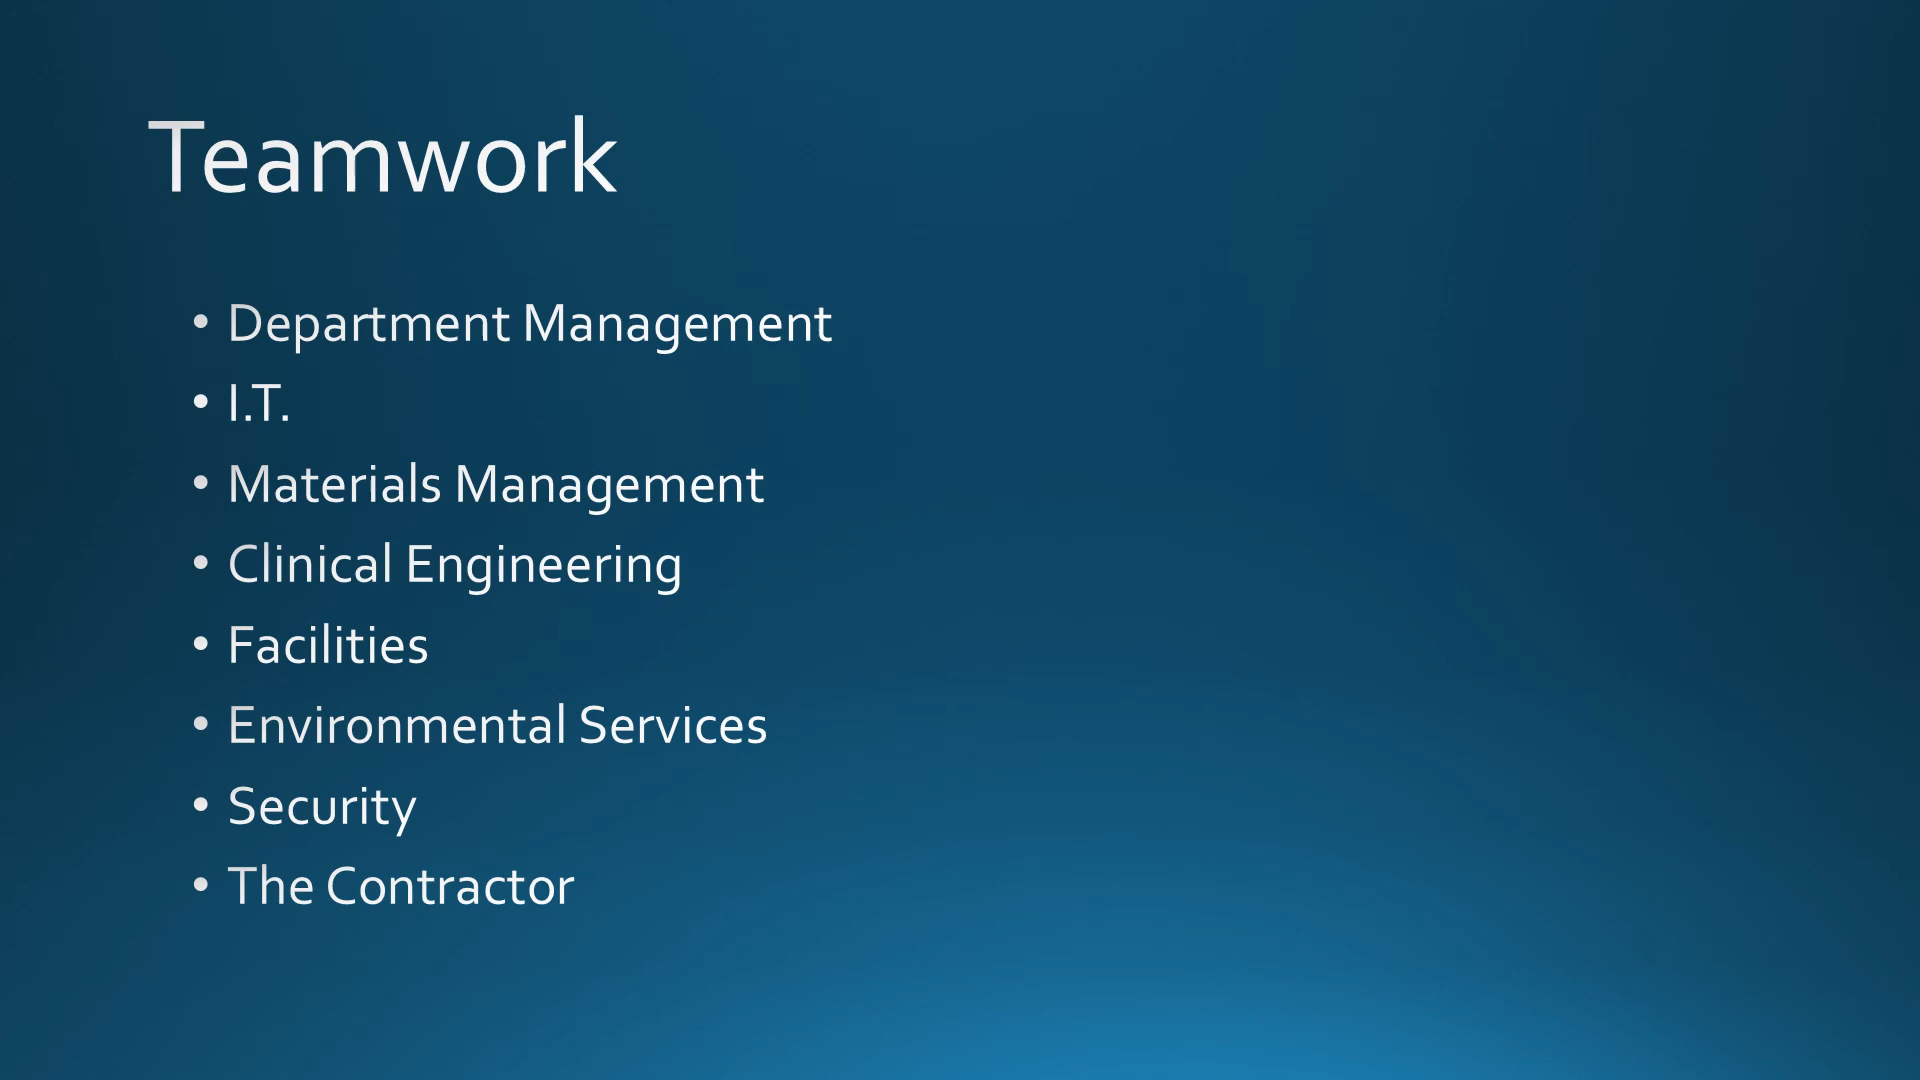 Teamwork
• Department Management
• I.T.
• Materials Management
• Clinical Engineering
• Facilities
• Environmental Services
• Security
• The Contractor